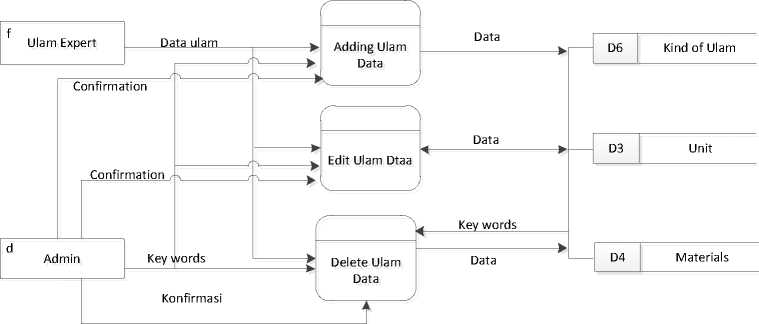 f
Ulam Expert
Data ulam
Adding Ulam
Data
Data
D6
Kind of Ulam
Confirmation
Edit Ulam Dtaa
Data
D3
Unit
Confirmation
d
Admin
Key words
Delete Ulam
Data
Key words
Data
D4
Materials
Konfirmasi